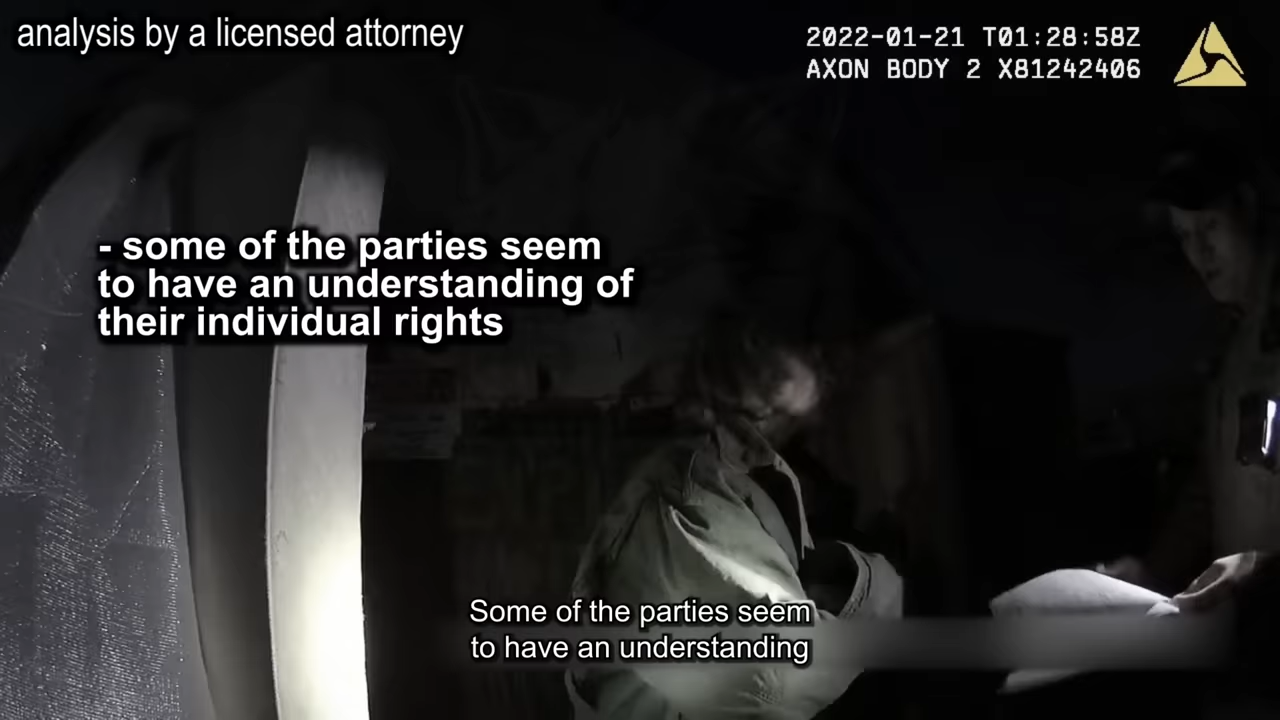 analysis by a licensed attorney
2022-01-21 T01:28:58Z
AXON BODY 2 X81242406
- some of the parties seem
to have an understanding of
their individual rights
Some of the parties seem
to have an understanding